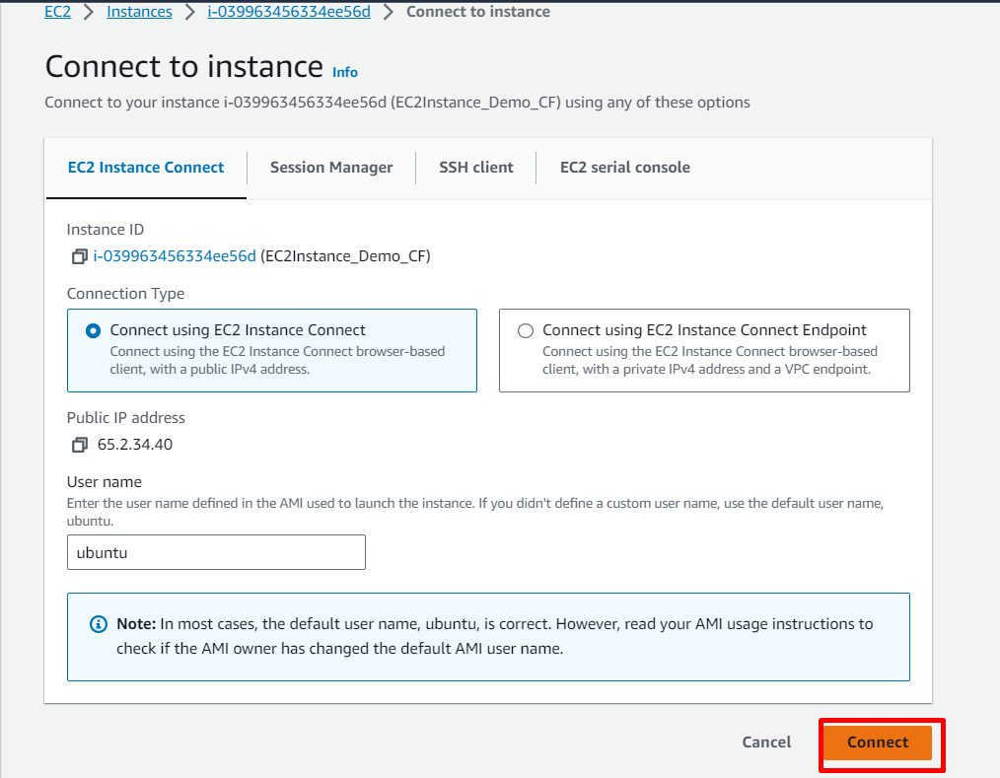 EC2 > Instances > i-039963456334ee56d > Connect to instance
Connect to instance Info
Connect to your instance i-039963456334ee56d (EC2Instance_Demo_CF) using any of these options
EC2 Instance Connect Session Manager SSH client EC2 serial console
Instance ID
i-039963456334ee56d (EC2Instance_Demo_CF)
Connection Type
Connect using EC2 Instance Connect
Connect using the EC2 Instance Connect browser-based
client, with a public IPv4 address.
Connect using EC2 Instance Connect Endpoint
Connect using the EC2 Instance Connect browser-based
client, with a private IPv4 address and a VPC endpoint.
Public IP address
65.2.34.40
User name
Enter the user name defined in the AMI used to launch the instance. If you didn't define a custom user name, use the default user name,
ubuntu.
ubuntu
Note: In most cases, the default user name, ubuntu, is correct. However, read your AMI usage instructions to
check if the AMI owner has changed the default AMI user name.
Cancel Connect